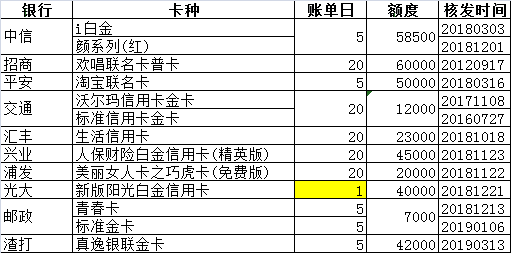 银行 卡种 账单日 额度 核发时间
中信 i白金 5 58500 20180303
颜系列(红) 20181201
招商 欢唱联名卡普卡 20 60000 20120917
平安 淘宝联名卡 5 50000 20180316
交通 沃尔玛信用卡金卡 20 12000 20171108
标准信用卡金卡 20160727
汇丰 生活信用卡 20 23000 20181018
兴业 人保财险白金信用卡(精英版) 20 45000 20181123
浦发 美丽女人卡之巧虎卡(免费版) 20 20000 20181122
光大 新版阳光白金信用卡 1 40000 20181221
邮政 青春卡 5 7000 20181213
标准金卡 5 20190106
渣打 真逸银联金卡 5 42000 20190313